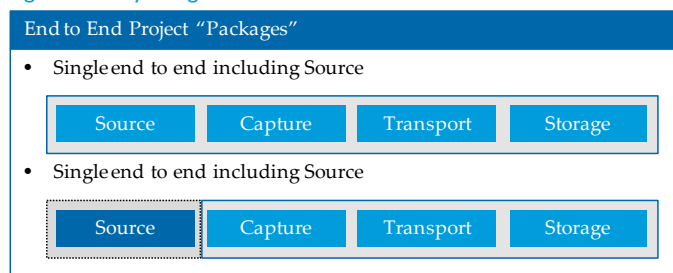 End to End Project “Packages”
• Single end to end including Source
Source Capture Transport Storage
• Single end to end including Source
Source Capture Transport Storage